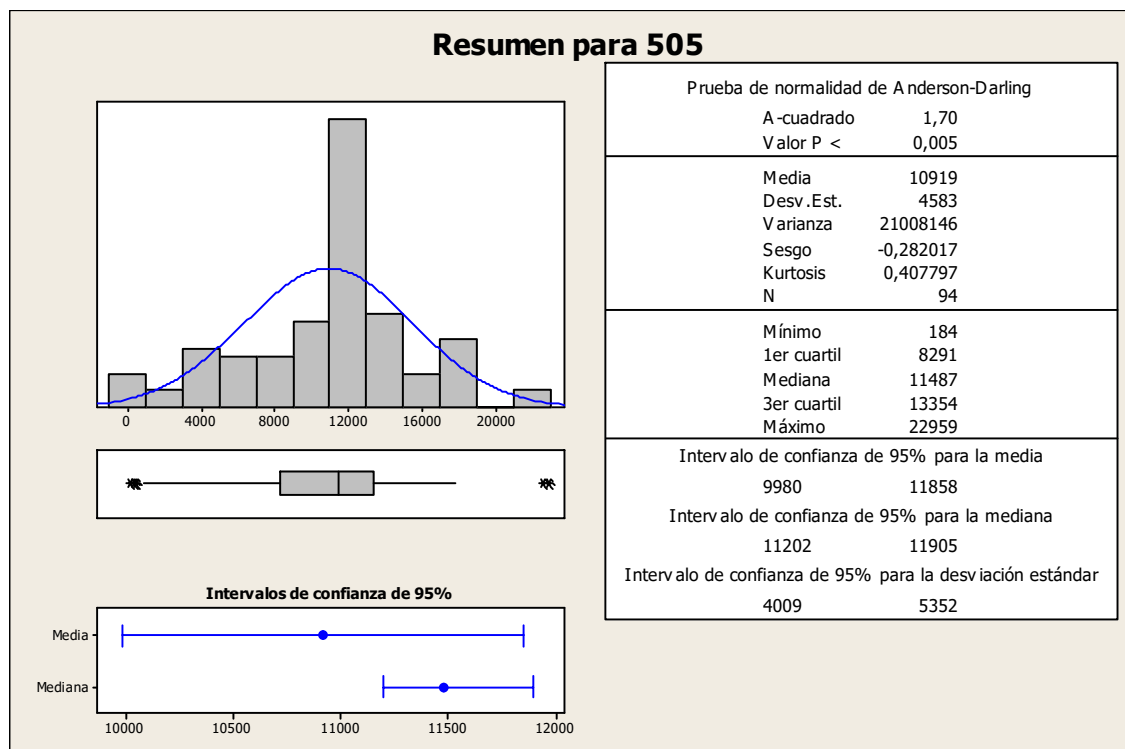 Resumen para 505
Prueba de normalidad de Anderson-Darling
A-cuadrado 1,70
Valor P < 0,005
Media 10919
Desv.Est. 4583
Varianza 21008146
Sesgo -0,282017
Kurtosis 0,407797
N 94
Mínimo 184
1er cuartil 8291
Mediana 11487
3er cuartil 13354
Máximo 22959
Intervalo de confianza de 95% para la media
9980 11858
Intervalo de confianza de 95% para la mediana
11202 11905
Intervalo de confianza de 95% para la desviación estándar
4009 5352
0 4000 8000 12000 16000 20000
Intervalos de confianza de 95%
Media
Mediana
10000 10500 11000 11500 12000